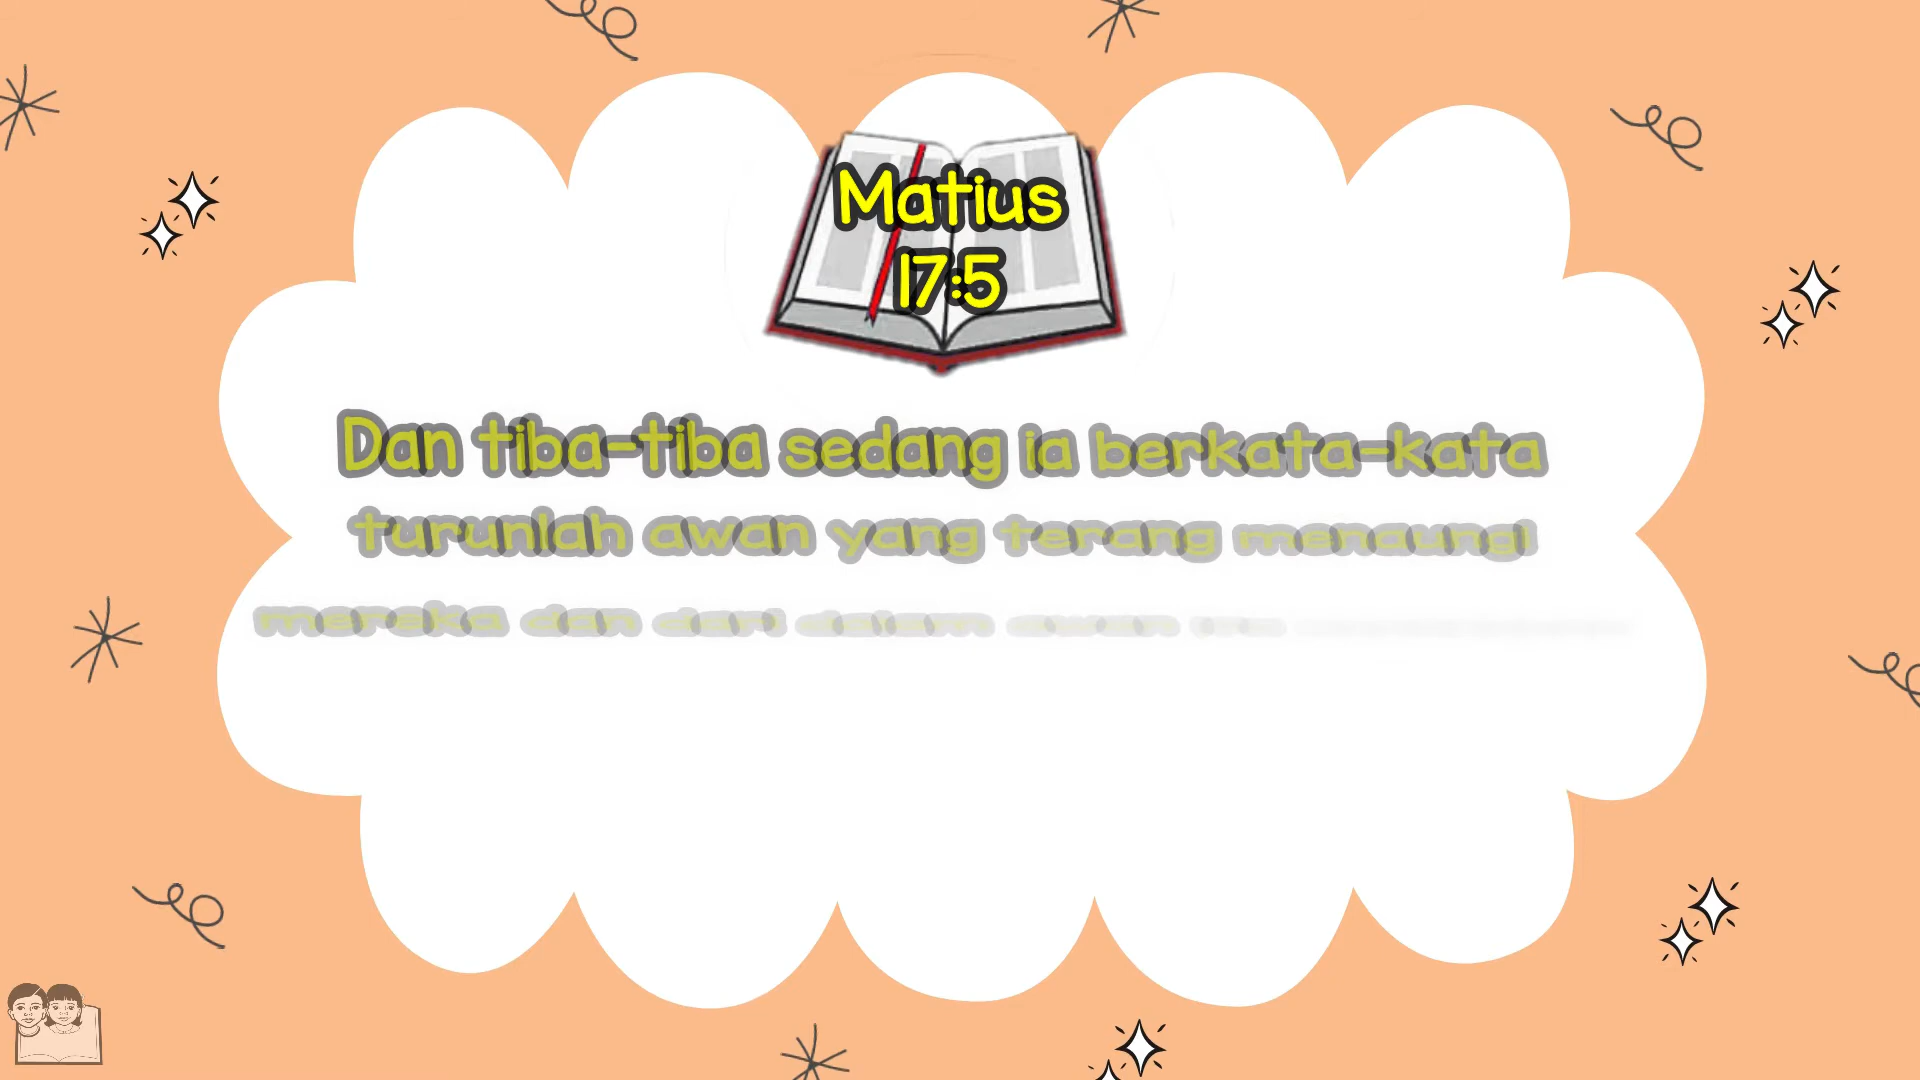 Matius
17:5
Dan tiba-tiba sedang ia berkata-kata
turunlah awan yang terang menaungi
mereka dan dari dalam awan